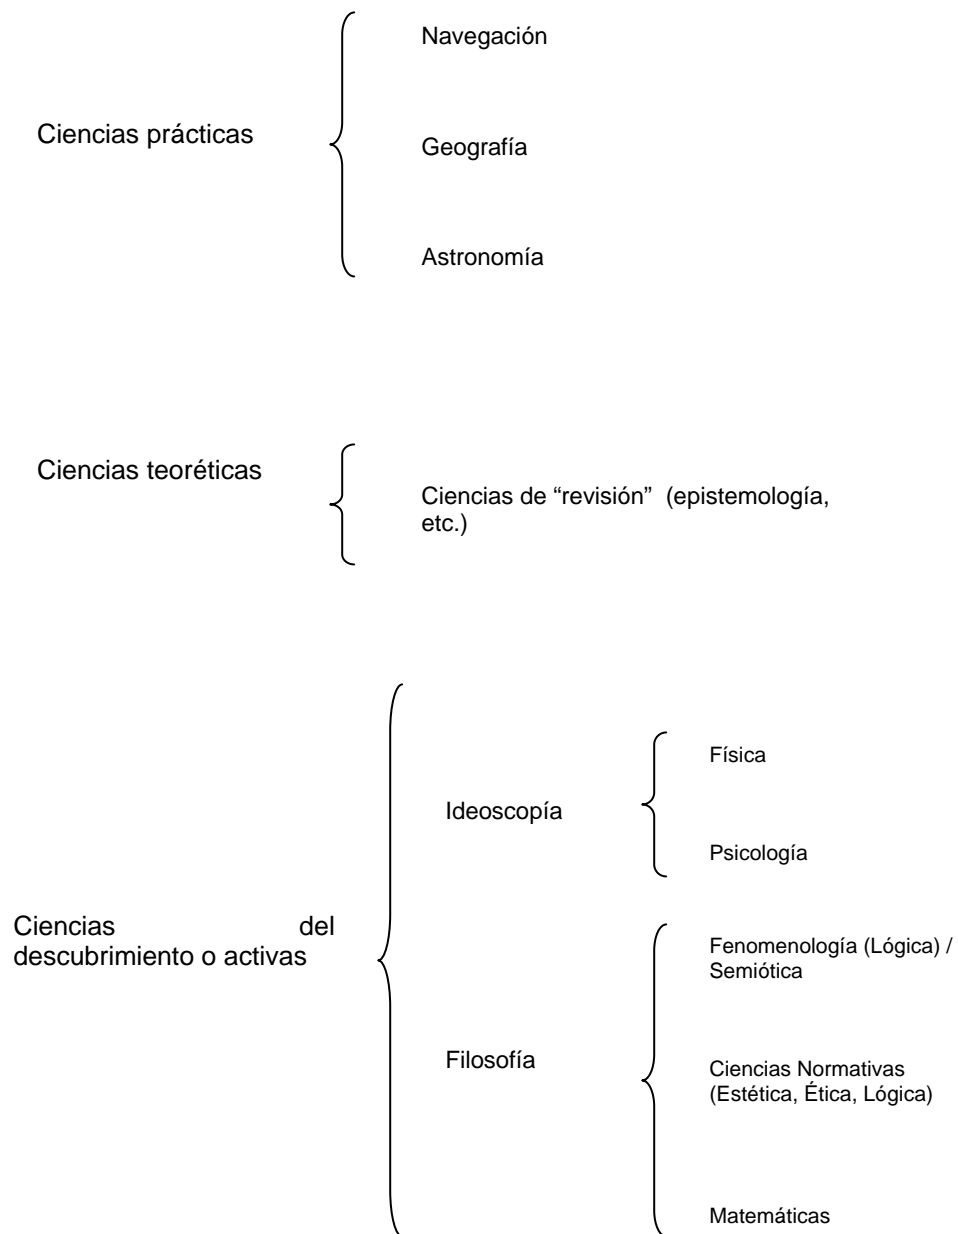 Navegación
Ciencias prácticas
Geografía
Astronomía
Ciencias teoréticas
Ciencias de “revisión” (epistemología,
etc.)
Física
Ideoscopía
Psicología
Ciencias del
descubrimiento o activas
Fenomenología (Lógica) /
Semiótica
Filosofía
Ciencias Normativas
(Estética, Ética, Lógica)
Matemáticas